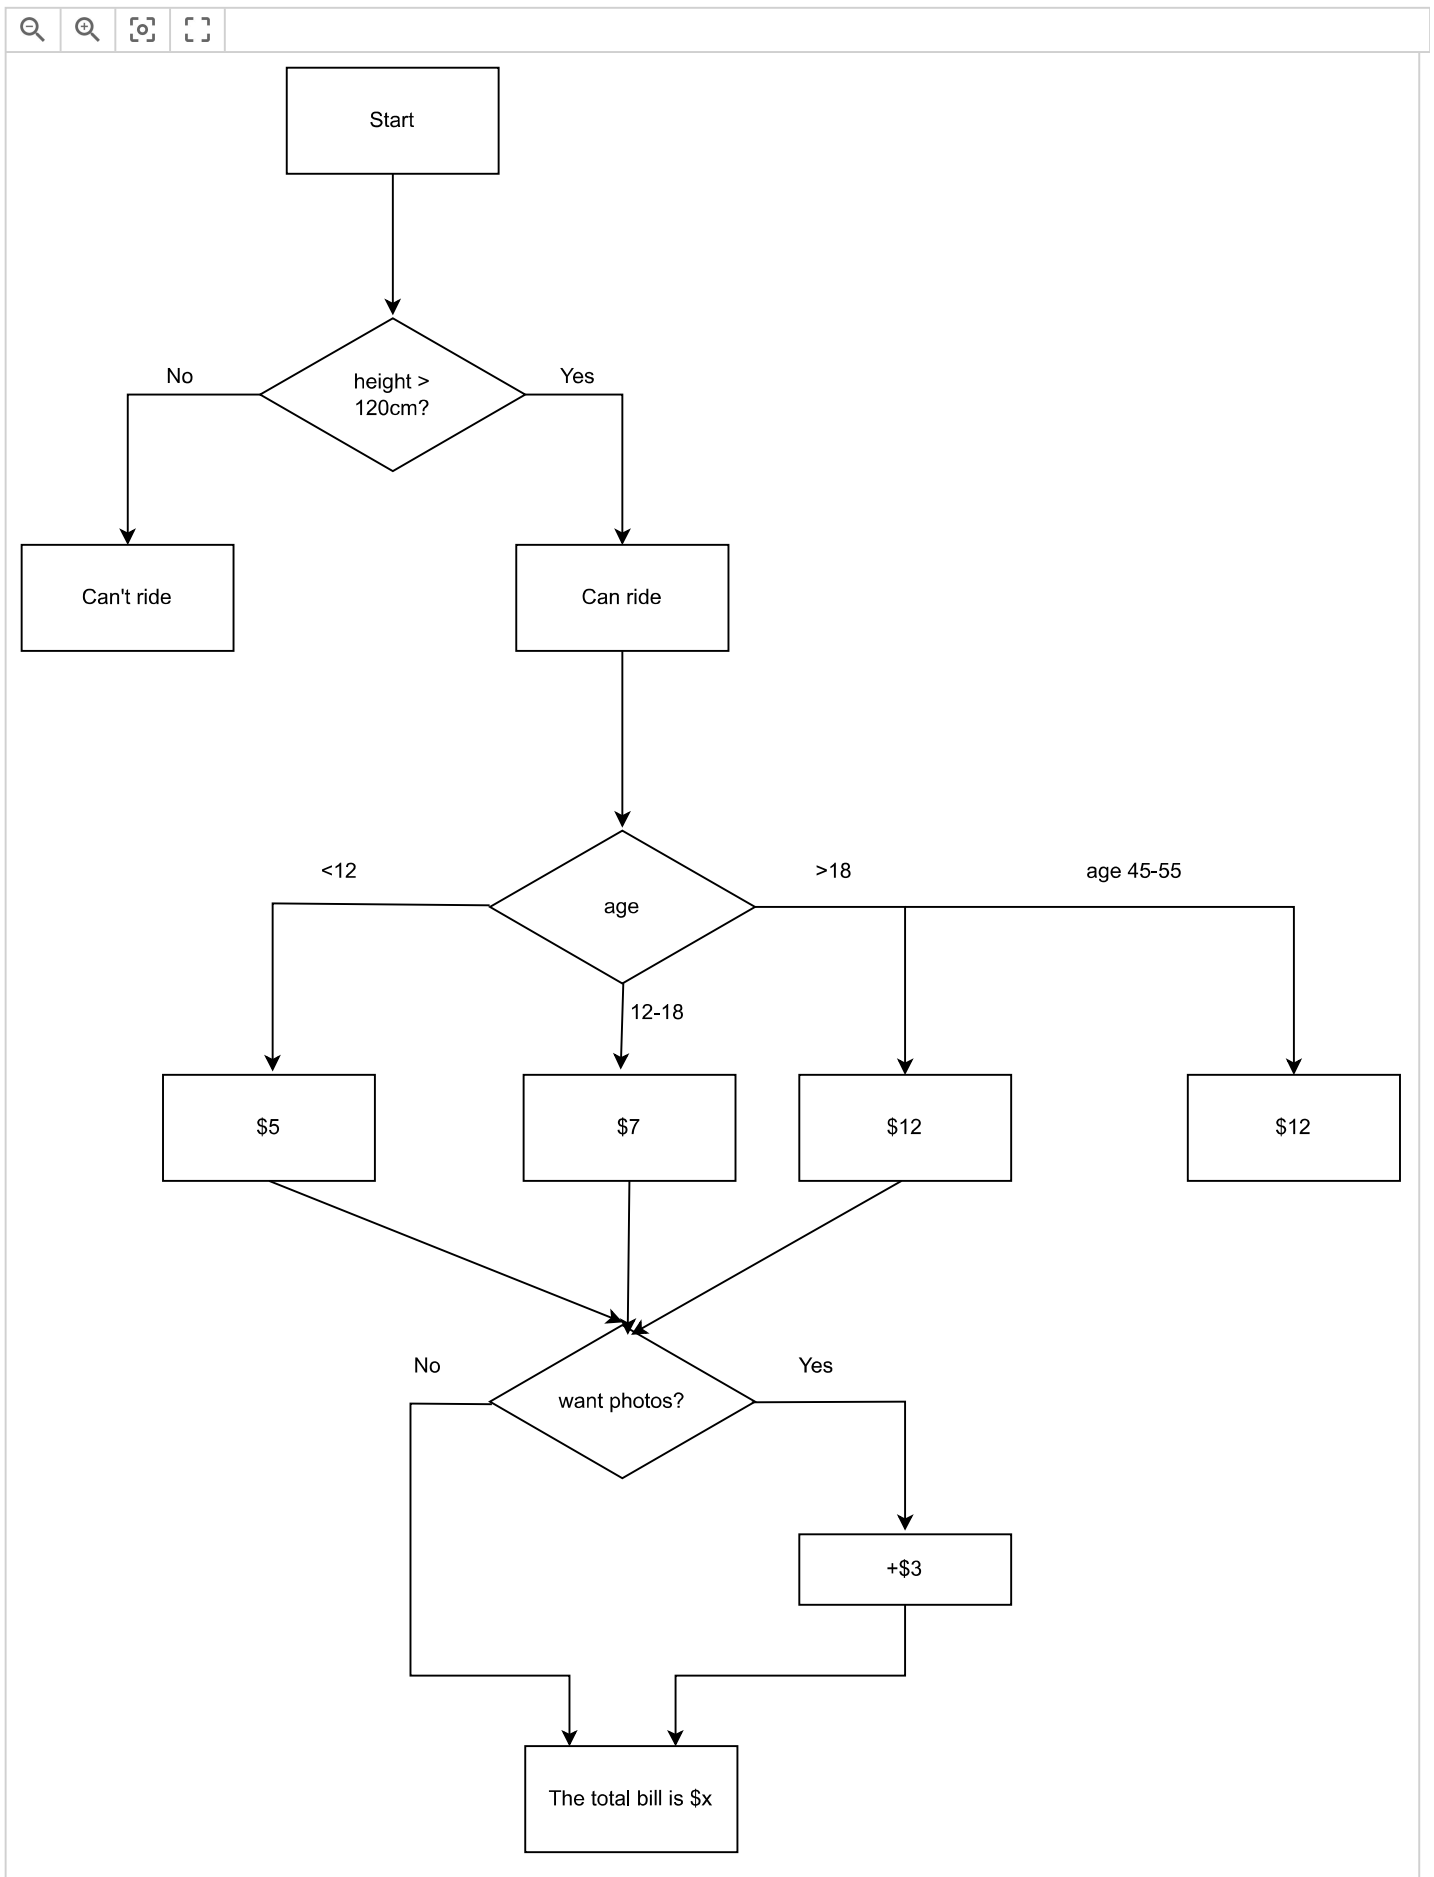 Start
height >
120cm?
No
Yes
Can't ride
Can ride
<12
age
>18
age 45-55
12-18
$5
$7
$12
$12
No
want photos?
Yes
+$3
The total bill is $x